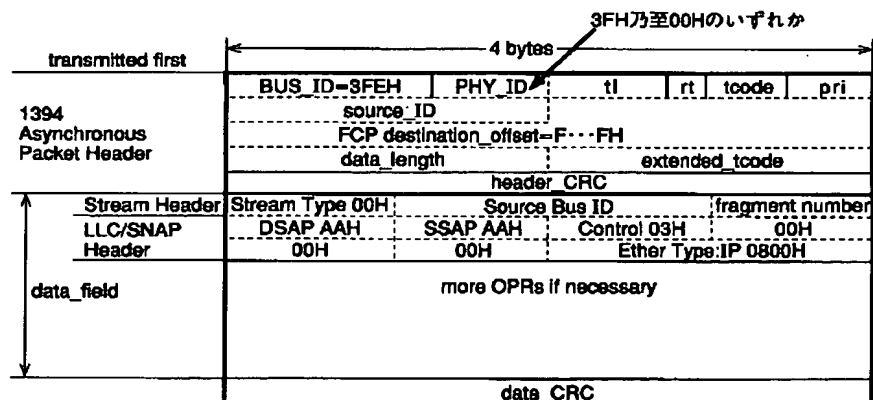 3FH乃至00Hのいずれか
4 bytes
transmitted first
BUS_ID=3FEH PHY_ID tl rt tcode pri
1394
Asynchronous
Packet Header
source_ID
FCP destination_offset=F···FH
data_length extended_tcode
header_CRC
Stream Header Stream Type 00H Source Bus ID fragment number
LLC/SNAP
Header
DSAP AAH SSAP AAH Control 03H 00H
00H 00H Ether Type:IP 0800H
data_field
more OPRs if necessary
data_CRC